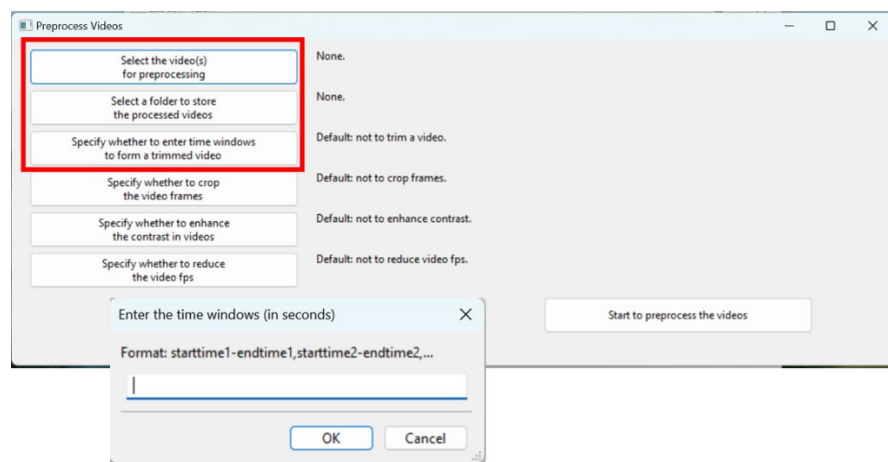 Preprocess Videos
Select the video(s)
for preprocessing
None.
Select a folder to store
the processed videos
None.
Specify whether to enter time windows
to form a trimmed video
Default: not to trim a video.
Specify whether to crop
the video frames
Default: not to crop frames.
Specify whether to enhance
the contrast in videos
Default: not to enhance contrast.
Specify whether to reduce
the video fps
Default: not to reduce video fps.
Start to preprocess the videos
Enter the time windows (in seconds)
Format: starttime1-endtime1,starttime2-endtime2,...
OK
Cancel